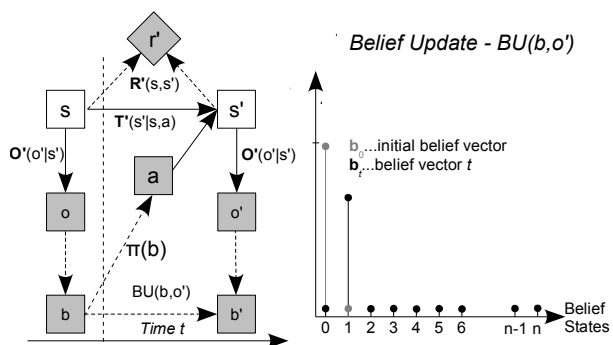 r'
Belief Update - BU(b,o')
R'(s,s')
s
s'
T'(s'|s,a)
O'(o'|s')
O'(o'|s')
a
b0...initial belief vector
bt...belief vector t
o
o'
π(b)
BU(b,o')
b
b'
Time t
0 1 2 3 4 5 6 n-1 n
Belief
States